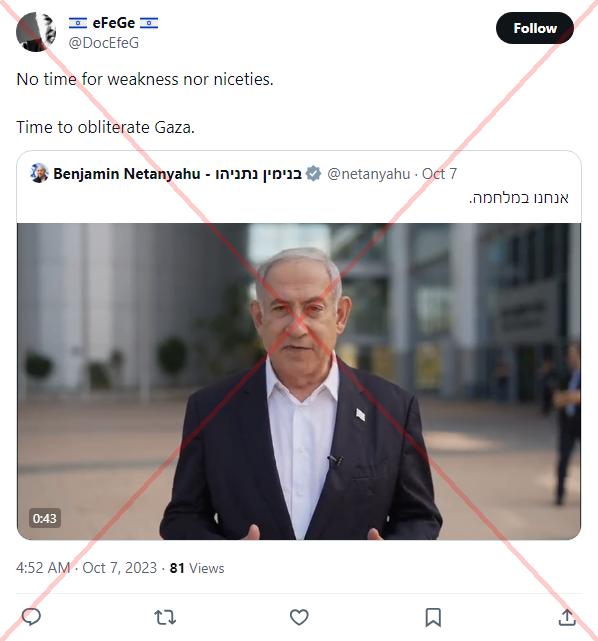 eFeGe
@DocEfeG
Follow
No time for weakness nor niceties.
Time to obliterate Gaza.
Benjamin Netanyahu - בנימין נתניהו @netanyahu · Oct 7
אנחנו במלחמה.
0:43
4:52 AM · Oct 7, 2023 · 81 Views